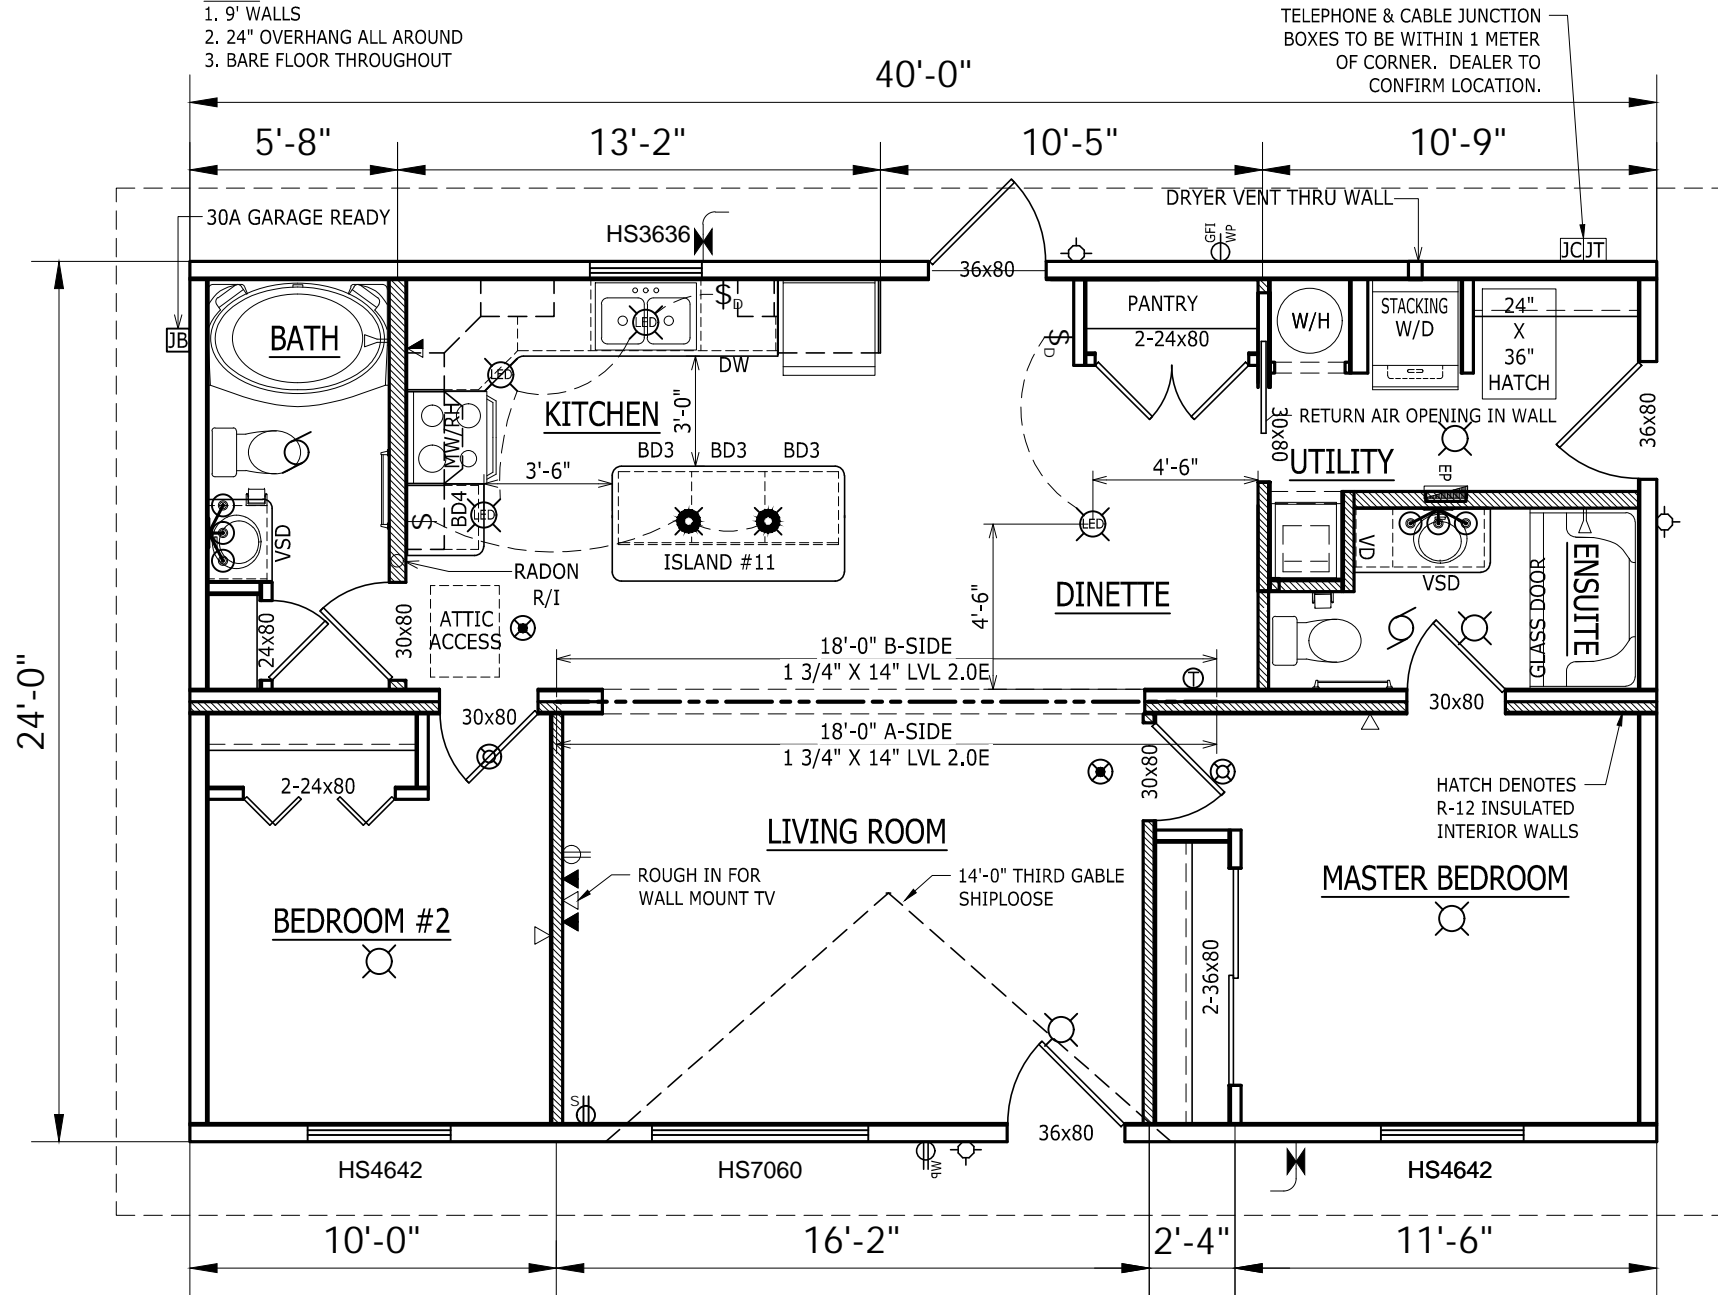 1. 9' WALLS
2. 24" OVERHANG ALL AROUND
3. BARE FLOOR THROUGHOUT
TELEPHONE & CABLE JUNCTION
BOXES TO BE WITHIN 1 METER
OF CORNER. DEALER TO
CONFIRM LOCATION.
40'-0"
5'-8"
13'-2"
10'-5"
10'-9"
DRYER VENT THRU WALL
30A GARAGE READY
HS3636
GFI
WP
JC JT
36x80
BATH
JB
$D
LED
PANTRY
2-24x80
W/H
STACKING
W/D
24"
X
36"
HATCH
$D
DW
LED
KITCHEN
3'-0"
MW/RH
RETURN AIR OPENING IN WALL
30x80
36x80
BD3
BD3
BD3
UTILITY
3'-6"
4'-6"
EP
BD4
LED
$
LED
VSD
ISLAND #11
VD
VSD
ENSUITE
GLASS DOOR
RADON
R/I
DINETTE
4'-6"
ATTIC
ACCESS
24x80
30x80
18'-0" B-SIDE
1 3/4" X 14" LVL 2.0E
T
24'-0"
30x80
30x80
18'-0" A-SIDE
1 3/4" X 14" LVL 2.0E
30x80
2-24x80
HATCH DENOTES
R-12 INSULATED
INTERIOR WALLS
LIVING ROOM
ROUGH IN FOR
WALL MOUNT TV
14'-0" THIRD GABLE
SHIPLOOSE
MASTER BEDROOM
BEDROOM #2
2-36x80
S
36x80
WP
HS4642
HS7060
HS4642
10'-0"
16'-2"
2'-4"
11'-6"